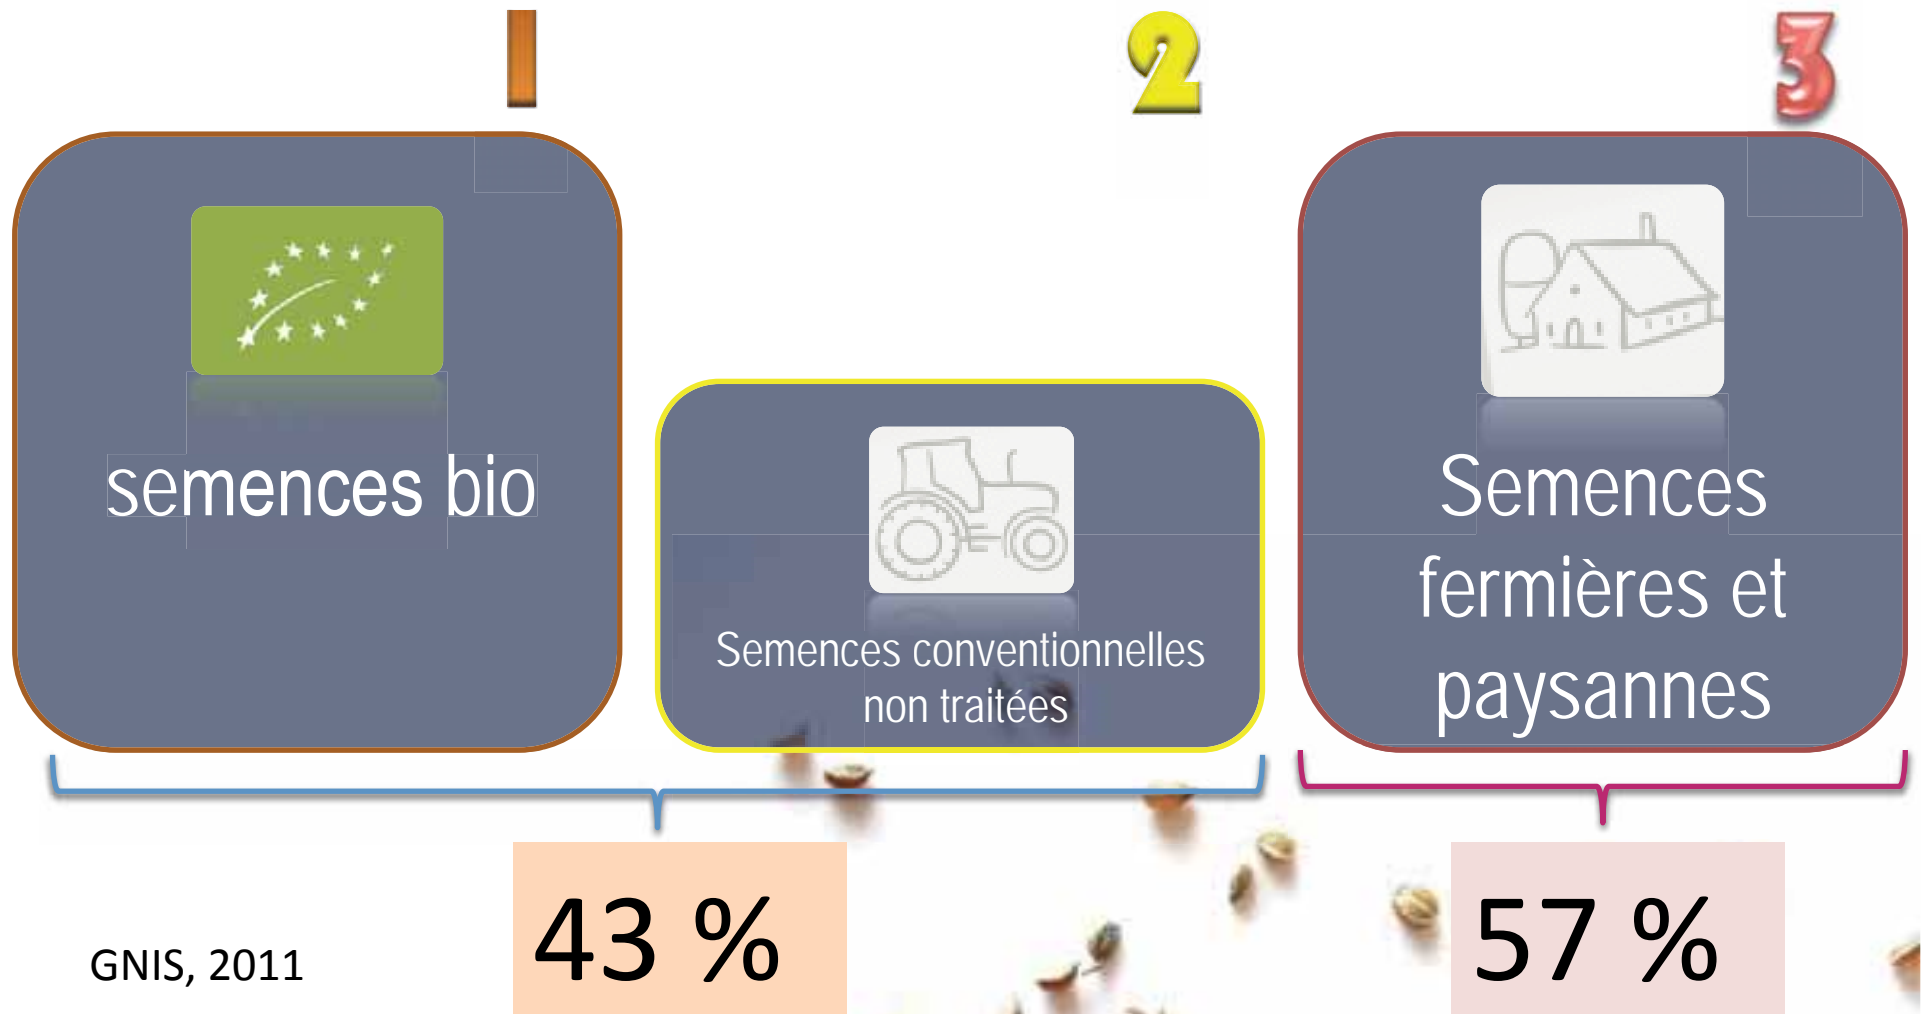 1
2
3
semences bio
Semences conventionnelles
non traitées
Semences
fermières et
paysannes
43 %
57 %
GNIS, 2011